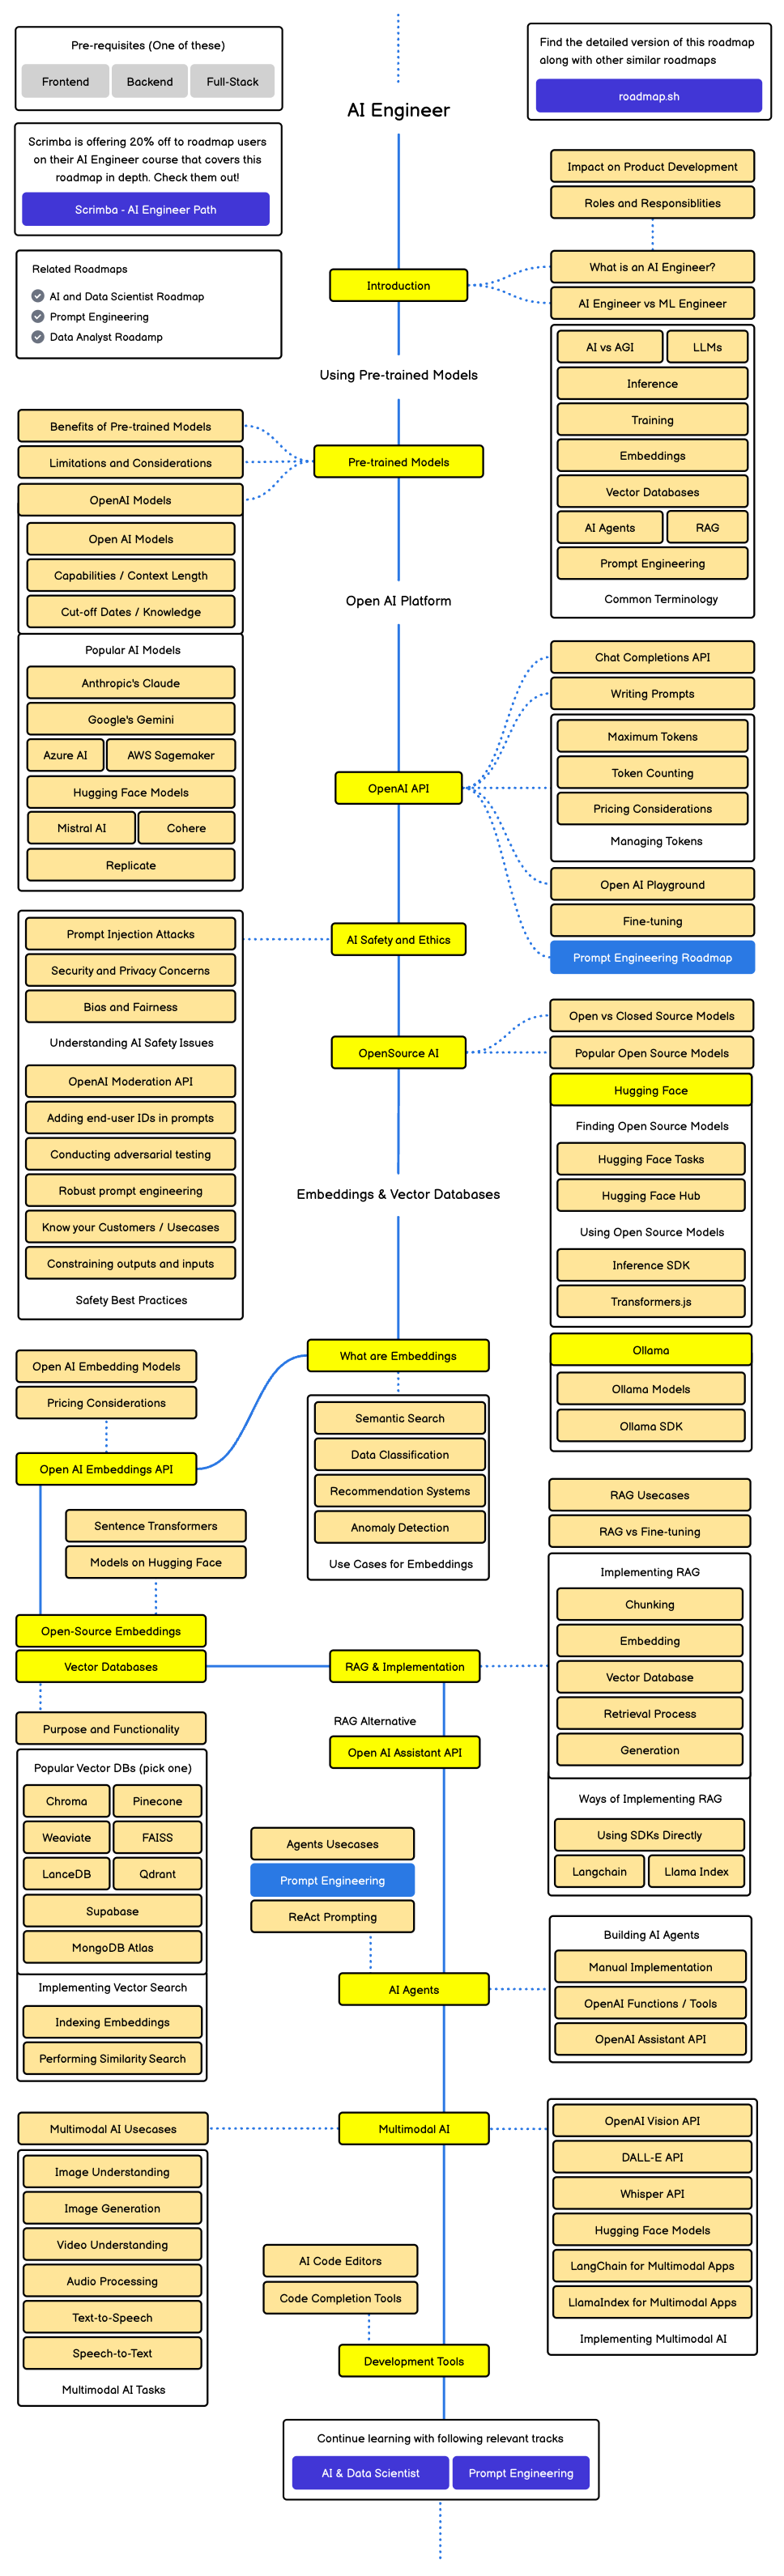 Pre-requisites (One of these)
Frontend
Backend
Full-Stack
Find the detailed version of this roadmap
along with other similar roadmaps
roadmap.sh
AI Engineer
Scrimba is offering 20% off to roadmap users
on their AI Engineer course that covers this
roadmap in depth. Check them out!
Scrimba - AI Engineer Path
Related Roadmaps
AI and Data Scientist Roadmap
Prompt Engineering
Data Analyst Roadamp
Impact on Product Development
Roles and Responsiblities
What is an AI Engineer?
AI Engineer vs ML Engineer
Introduction
AI vs AGI
LLMs
Inference
Training
Embeddings
Vector Databases
AI Agents
RAG
Prompt Engineering
Common Terminology
Using Pre-trained Models
Pre-trained Models
Benefits of Pre-trained Models
Limitations and Considerations
OpenAI Models
Open AI Models
Capabilities / Context Length
Cut-off Dates / Knowledge
Popular AI Models
Anthropic's Claude
Google's Gemini
Azure AI
AWS Sagemaker
Hugging Face Models
Mistral AI
Cohere
Replicate
Open AI Platform
OpenAI API
Chat Completions API
Writing Prompts
Maximum Tokens
Token Counting
Pricing Considerations
Managing Tokens
Open AI Playground
Fine-tuning
Prompt Engineering Roadmap
AI Safety and Ethics
Prompt Injection Attacks
Security and Privacy Concerns
Bias and Fairness
Understanding AI Safety Issues
OpenAI Moderation API
Adding end-user IDs in prompts
Conducting adversarial testing
Robust prompt engineering
Know your Customers / Usecases
Constraining outputs and inputs
Safety Best Practices
OpenSource AI
Open vs Closed Source Models
Popular Open Source Models
Hugging Face
Finding Open Source Models
Hugging Face Tasks
Hugging Face Hub
Using Open Source Models
Inference SDK
Transformers.js
Ollama
Ollama Models
Ollama SDK
Embeddings & Vector Databases
What are Embeddings
Semantic Search
Data Classification
Recommendation Systems
Anomaly Detection
Use Cases for Embeddings
Open AI Embedding Models
Pricing Considerations
Open AI Embeddings API
Sentence Transformers
Models on Hugging Face
Open-Source Embeddings
Vector Databases
Purpose and Functionality
Popular Vector DBs (pick one)
Chroma
Pinecone
Weaviate
FAISS
LanceDB
Qdrant
Supabase
MongoDB Atlas
Implementing Vector Search
Indexing Embeddings
Performing Similarity Search
RAG & Implementation
RAG Usecases
RAG vs Fine-tuning
Implementing RAG
Chunking
Embedding
Vector Database
Retrieval Process
Generation
Ways of Implementing RAG
Using SDKs Directly
Langchain
Llama Index
RAG Alternative
Open AI Assistant API
Agents Usecases
Prompt Engineering
ReAct Prompting
AI Agents
Building AI Agents
Manual Implementation
OpenAI Functions / Tools
OpenAI Assistant API
Multimodal AI
Multimodal AI Usecases
Image Understanding
Image Generation
Video Understanding
Audio Processing
Text-to-Speech
Speech-to-Text
Multimodal AI Tasks
OpenAI Vision API
DALL-E API
Whisper API
Hugging Face Models
LangChain for Multimodal Apps
LlamaIndex for Multimodal Apps
Implementing Multimodal AI
AI Code Editors
Code Completion Tools
Development Tools
Continue learning with following relevant tracks
AI & Data Scientist
Prompt Engineering